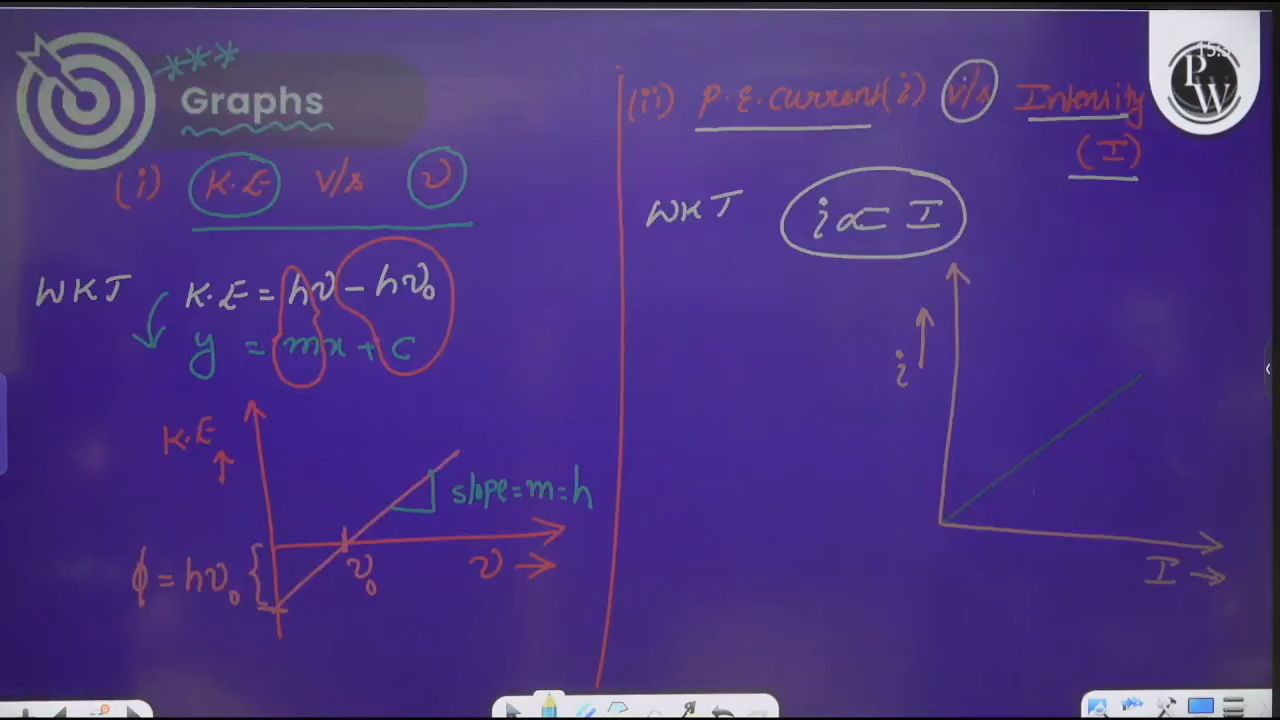 Graphs
(i) K.E v/s ν
WKT K.E = hν - hν₀
y = mx + c
K.E
slope = m = h
ϕ = hν₀
ν₀
ν →
(ii) P.E. current (i) v/s Intensity
(I)
WKT i ∝ I
i
I →
PW